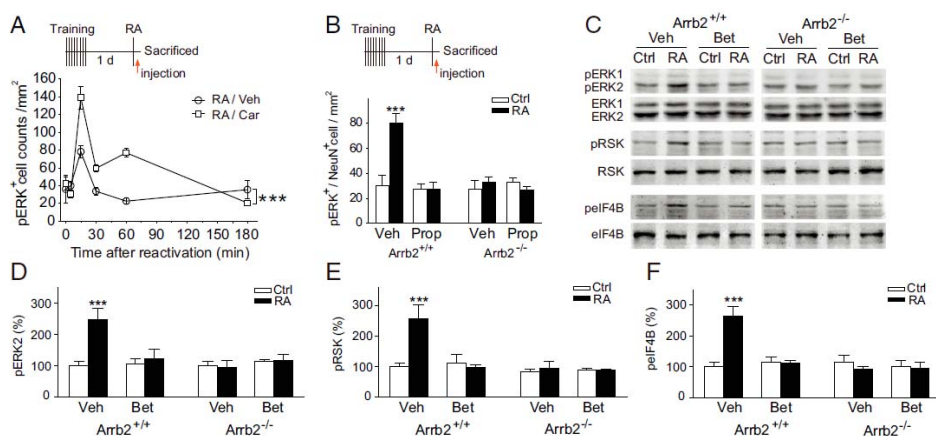 A
Training
RA
1 d
Sacrificed
injection
pERK+cell counts /mm²
160
140
120
100
80
60
40
20
0
RA / Veh
RA / Car
***
0
30
60
90
120
150
180
Time after reactivation (min)
B
Training
RA
1 d
Sacrificed
injection
pERK+ / NeuN+cell / mm²
100
80
60
40
20
0
***
Ctrl
RA
Veh
Prop
Veh
Prop
Arrb2+/+
Arrb2-/-
C
Arrb2+/+
Arrb2-/-
Veh
Bet
Veh
Bet
Ctrl RA Ctrl RA
Ctrl RA Ctrl RA
pERK1
pERK2
ERK1
ERK2
pRSK
RSK
peIF4B
eIF4B
D
pERK2 (%)
300
200
100
0
***
Ctrl
RA
Veh
Bet
Veh
Bet
Arrb2+/+
Arrb2-/-
E
pRSK (%)
300
200
100
0
***
Ctrl
RA
Veh
Bet
Veh
Bet
Arrb2+/+
Arrb2-/-
F
peIF4B (%)
300
200
100
0
***
Ctrl
RA
Veh
Bet
Veh
Bet
Arrb2+/+
Arrb2-/-